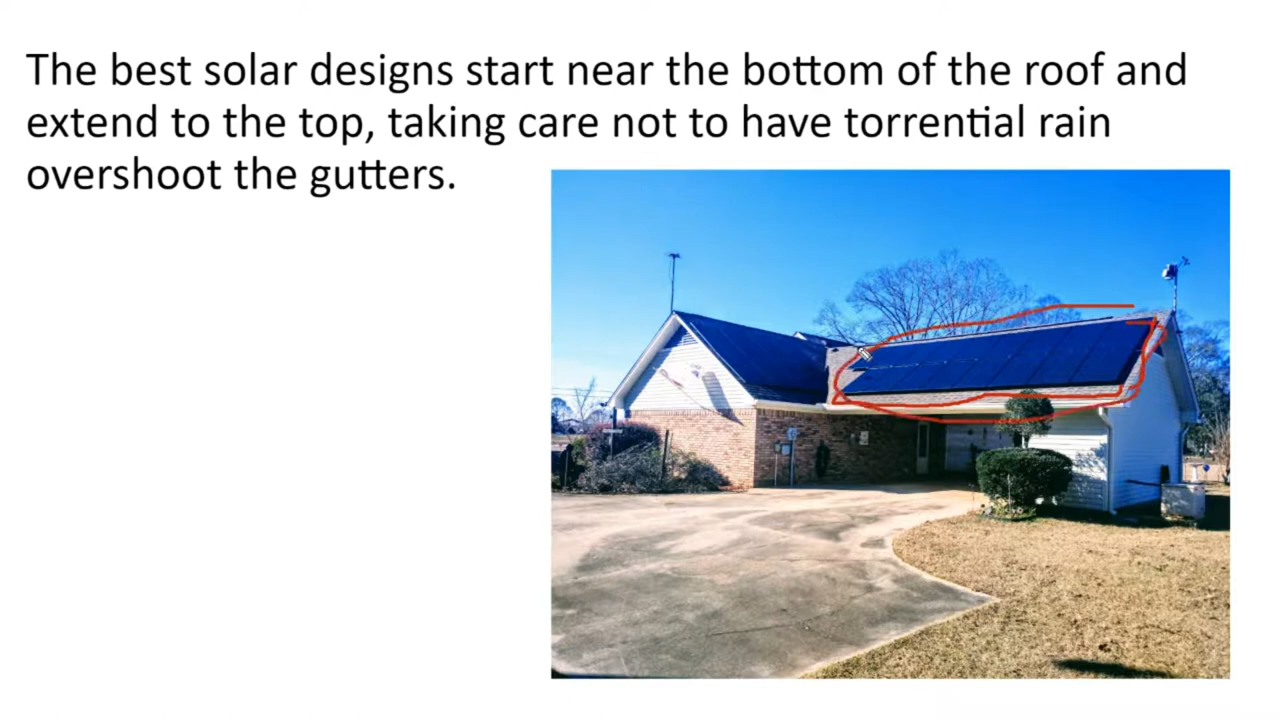 The best solar designs start near the bottom of the roof and
extend to the top, taking care not to have torrential rain
overshoot the gutters.